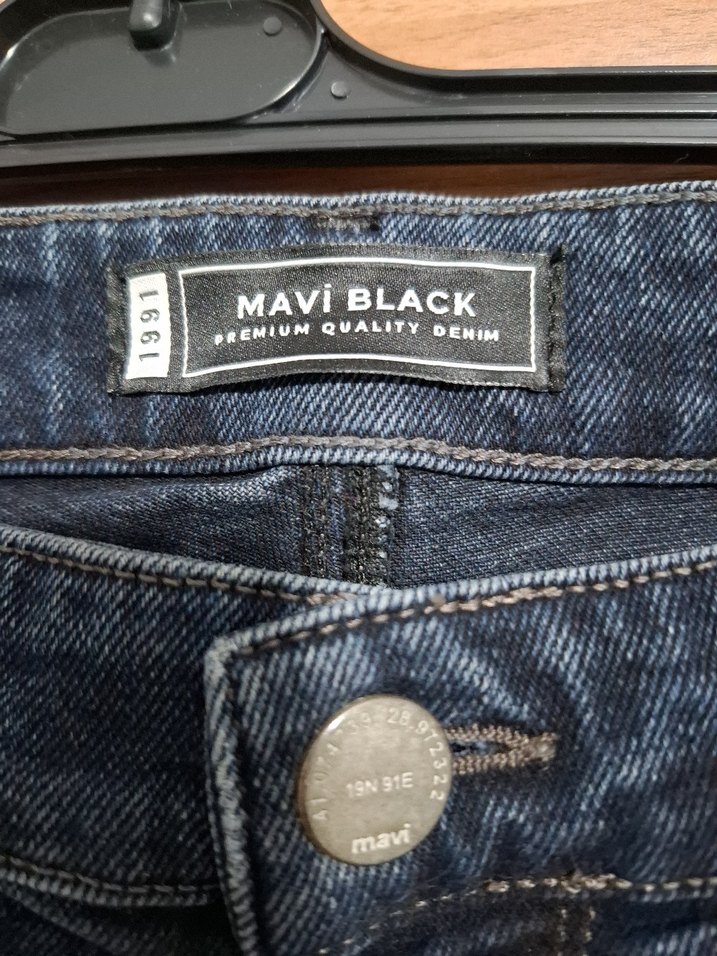 1991
MAVi BLACK
PREMIUM QUALITY DENIM
19N 91E
mavi